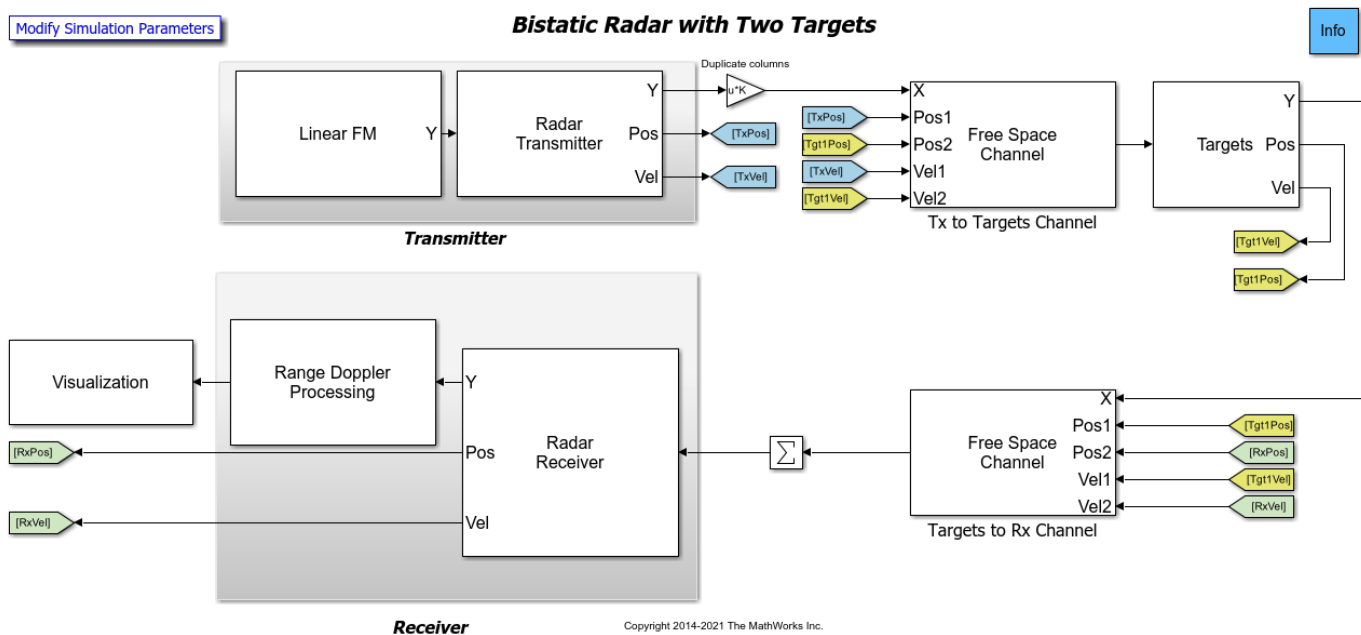 Modify Simulation Parameters
Bistatic Radar with Two Targets
Info
Duplicate columns
Linear FM
Y
Radar
Transmitter
Y
Pos
Vel
u*K
[TxPos]
[TxVel]
[TxPos]
[Tgt1Pos]
[TxVel]
[Tgt1Vel]
X
Pos1
Pos2
Vel1
Vel2
Free Space
Channel
Tx to Targets Channel
Targets
Y
Pos
Vel
[Tgt1Vel]
[Tgt1Pos]
Transmitter
Visualization
Range Doppler
Processing
Y
Pos
Vel
Radar
Receiver
[RxPos]
[RxVel]
Σ
Free Space
Channel
X
Pos1
Pos2
Vel1
Vel2
[Tgt1Pos]
[RxPos]
[Tgt1Vel]
[RxVel]
Targets to Rx Channel
Receiver
Copyright 2014-2021 The MathWorks Inc.